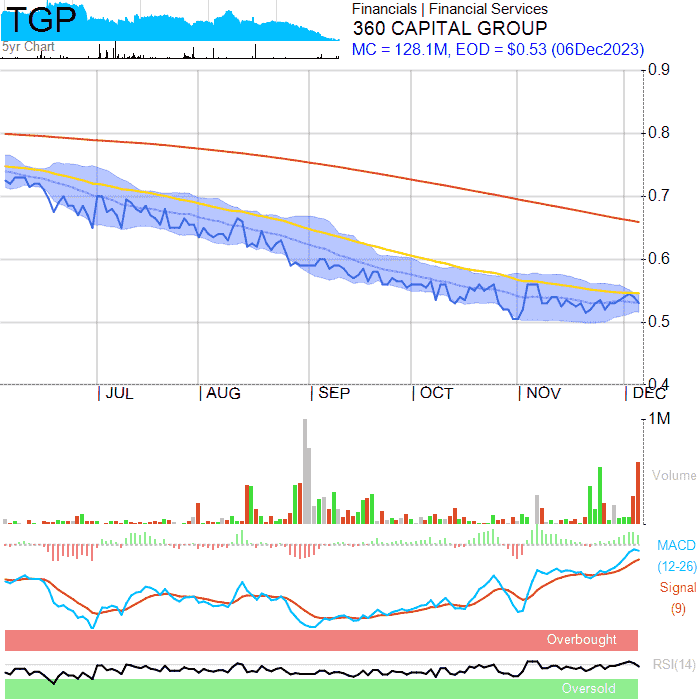 TGP
5yr Chart
Financials | Financial Services
360 CAPITAL GROUP
MC = 128.1M, EOD = $0.53 (06Dec2023)
0.9
0.8
0.7
0.6
0.5
0.4
| JUL | AUG | SEP | OCT | NOV | DEC
1M
Volume
MACD
(12-26)
Signal
(9)
Overbought
RSI(14)
Oversold